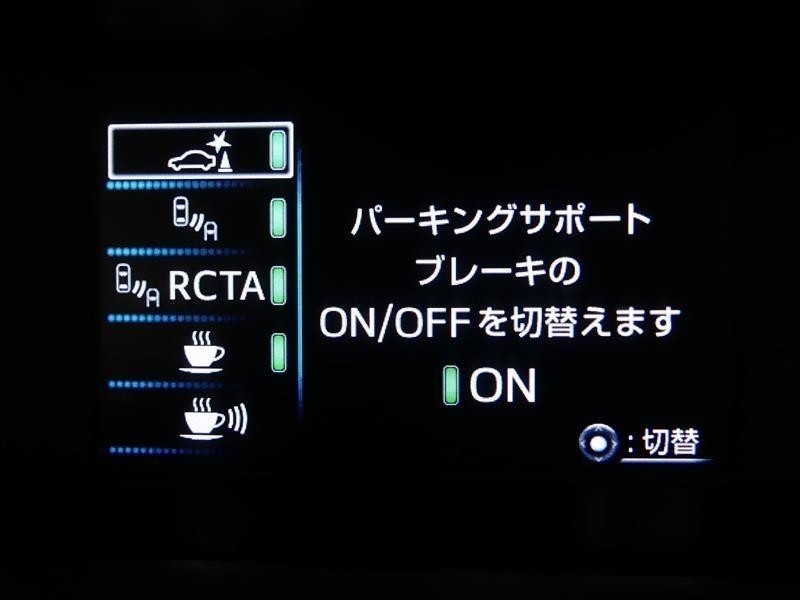 RCTA
パーキングサポート
ブレーキの
ON/OFFを切替えます
ON
:切替